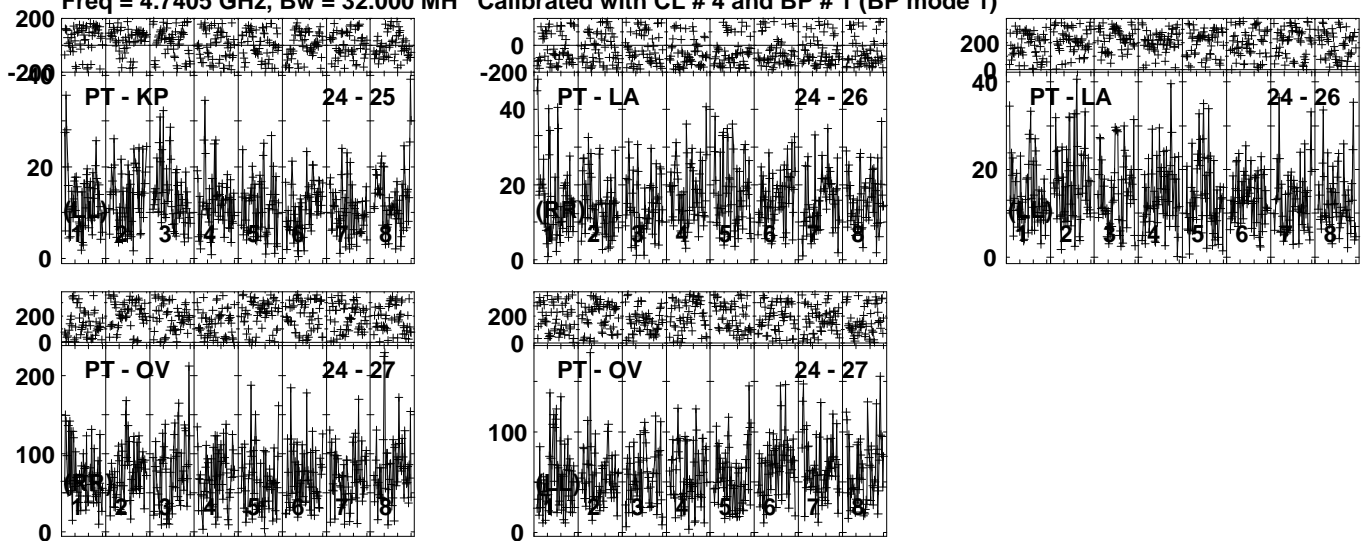 Freq = 4.7405 GHz, Bw = 32.000 MH Calibrated with CL # 4 and BP # 1 (BP mode 1)
200
-200
40
20
0
PT - KP 24 - 25
(LL)
1 2 3 4 5 6 7 8
0
-200
40
20
0
PT - LA 24 - 26
(RR)
1 2 3 4 5 6 7 8
200
0
40
20
0
PT - LA 24 - 26
(LL)
1 2 3 4 5 6 7 8
200
0
200
100
0
PT - OV 24 - 27
(RR)
1 2 3 4 5 6 7 8
200
0
100
0
PT - OV 24 - 27
(LL)
1 2 3 4 5 6 7 8